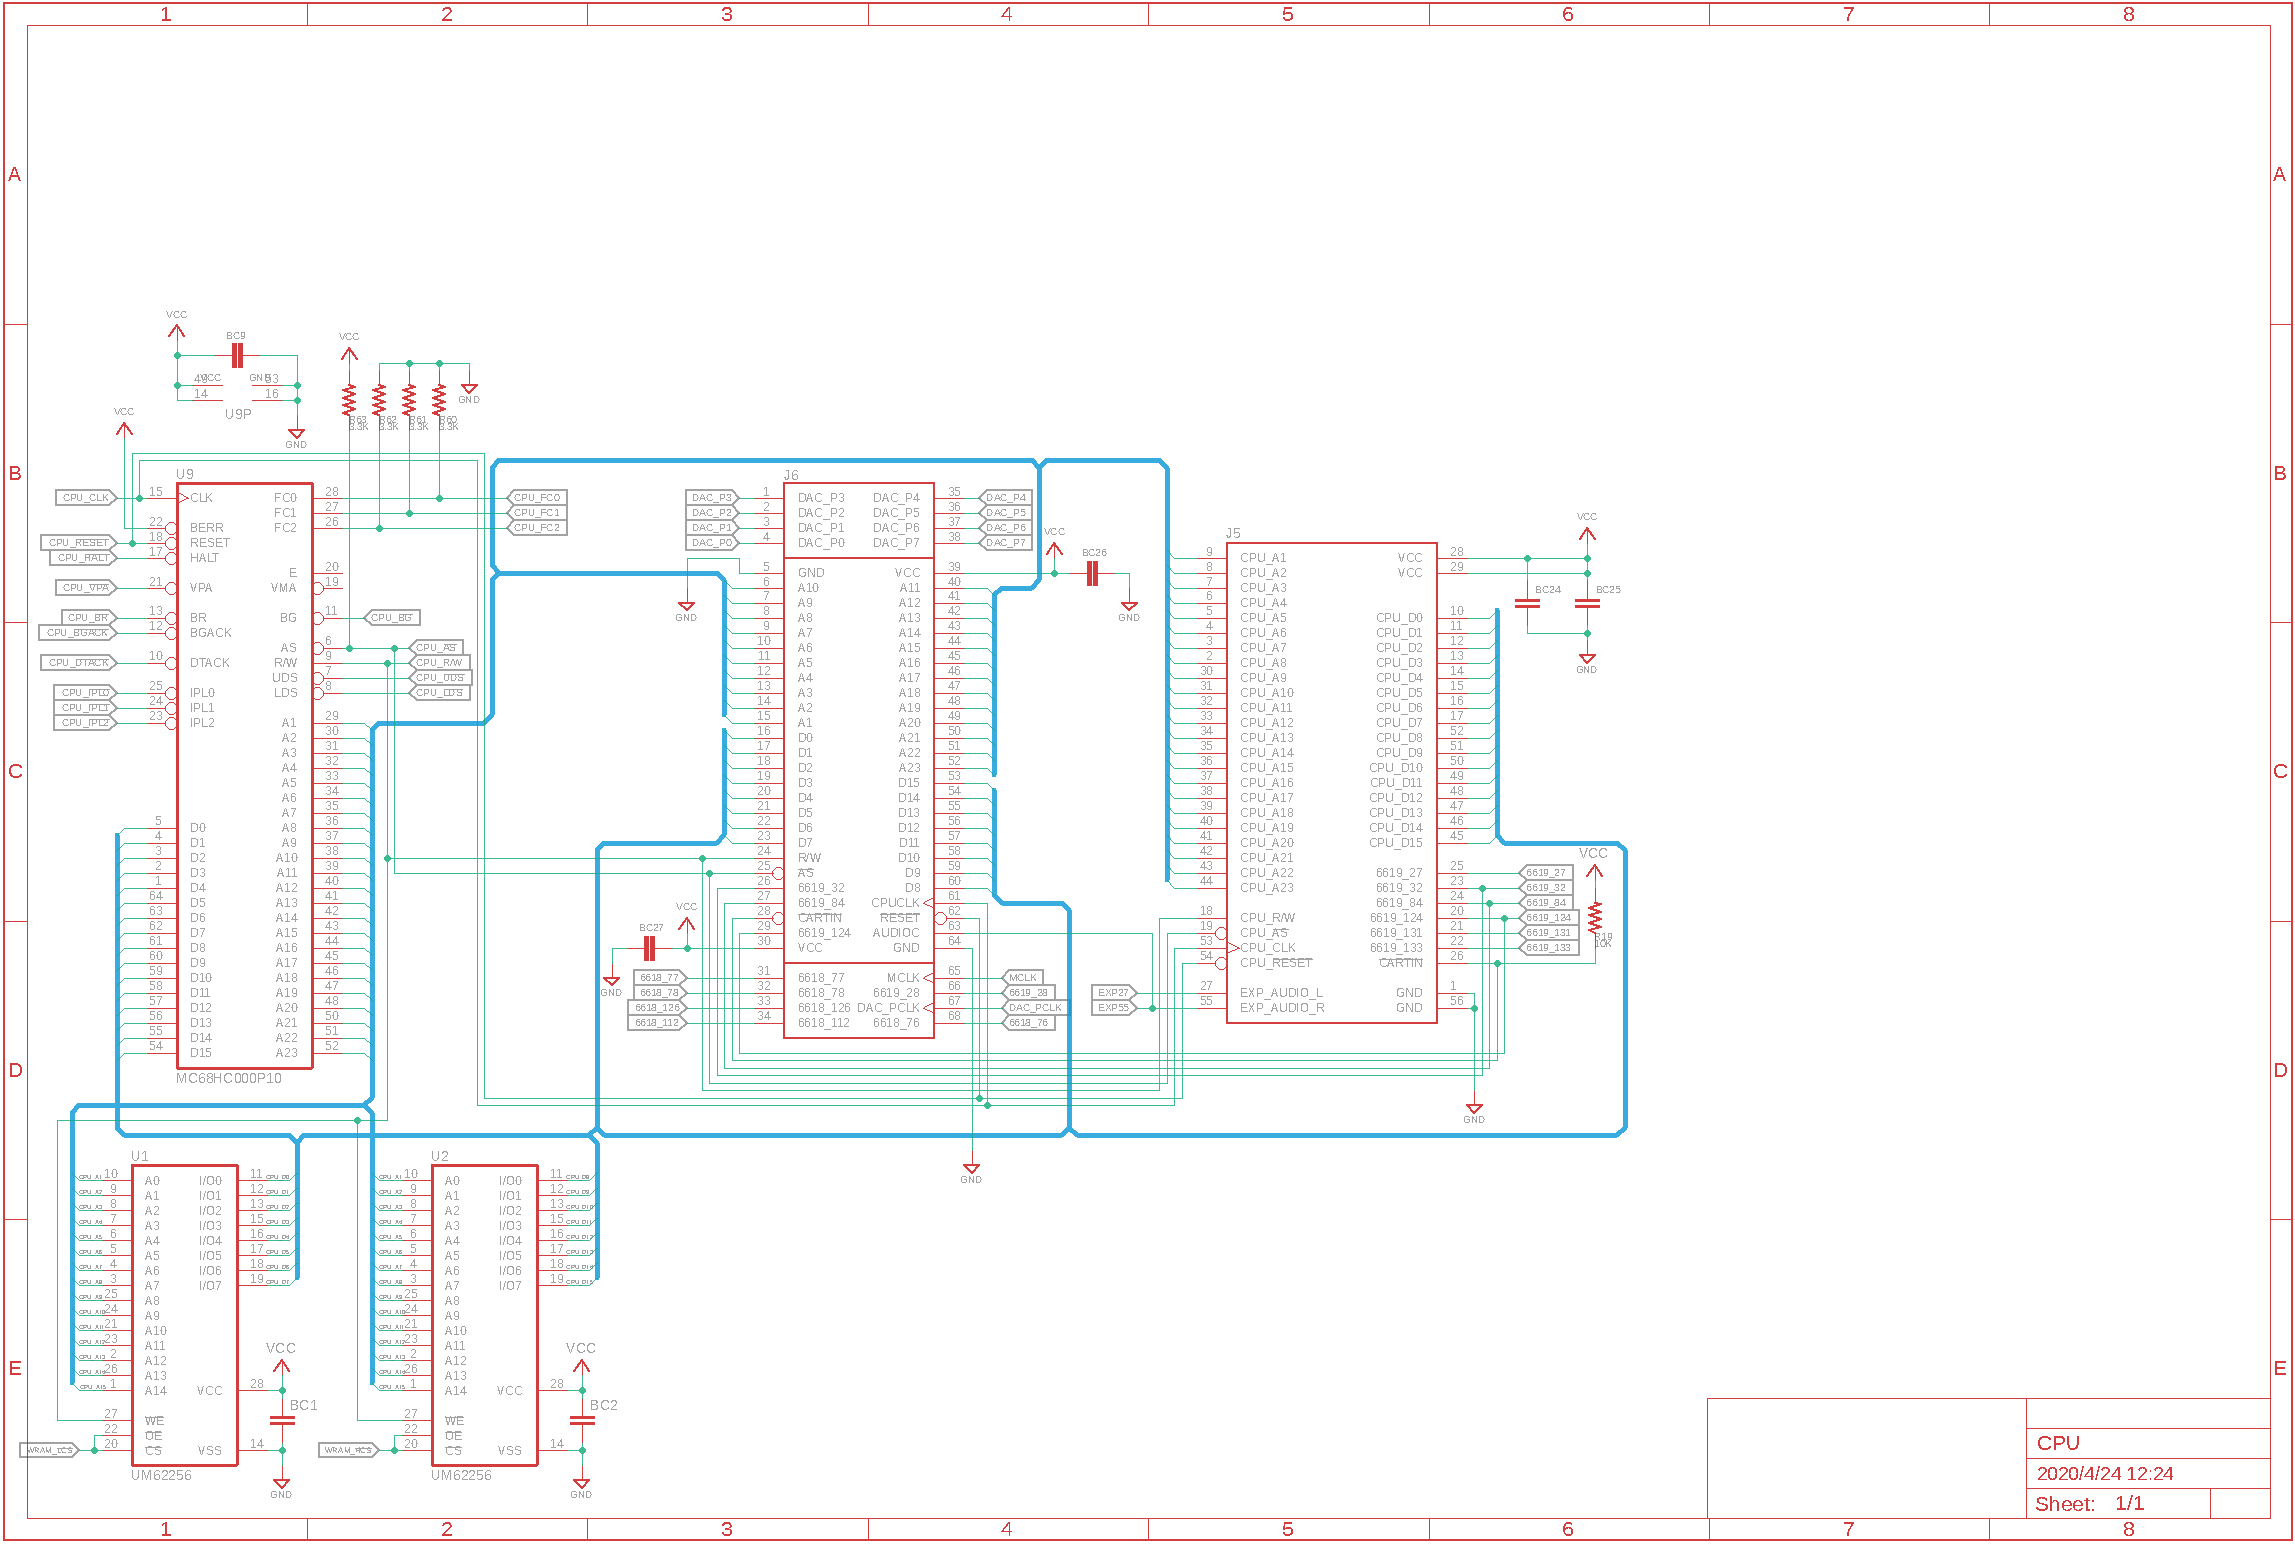 1 2 3 4 5 6 7 8
A A
B B
C C
D D
E E
VCC
BC9
VCC GND
14 16
U9P
GND
VCC
VCC
GND
R63 R62 R61 R60
3.3K 3.3K 3.3K 3.3K
U9
CPU_CLK 15 CLK FC0 28 CPU_FC0
FC1 27 CPU_FC1
22 BERR FC2 26 CPU_FC2
CPU_RESET 18 RESET
CPU_HALT 17 HALT
E 20
CPU_VPA 21 VPA VMA 19
CPU_BR 13 BR BG 11 CPU_BG
CPU_BGACK 12 BGACK
AS 6 CPU_AS
CPU_DTACK 10 DTACK R/W 9 CPU_R/W
UDS 7 CPU_UDS
CPU_IPL0 25 IPL0 LDS 8 CPU_LDS
CPU_IPL1 24 IPL1
CPU_IPL2 23 IPL2
A1 29
A2 30
A3 31
A4 32
A5 33
A6 34
A7 35
5 D0 A8 36
4 D1 A9 37
3 D2 A10 38
2 D3 A11 39
1 D4 A12 40
64 D5 A13 41
63 D6 A14 42
62 D7 A15 43
61 D8 A16 44
60 D9 A17 45
59 D10 A18 46
58 D11 A19 47
57 D12 A20 48
56 D13 A21 50
55 D14 A22 51
54 D15 A23 52
MC68HC000P10
J6
DAC_P3 1 DAC_P3 DAC_P4 35 DAC_P4
DAC_P2 2 DAC_P2 DAC_P5 36 DAC_P5
DAC_P1 3 DAC_P1 DAC_P6 37 DAC_P6
DAC_P0 4 DAC_P0 DAC_P7 38 DAC_P7
5 GND VCC 39
6 A10 A11 40
7 A9 A12 41
8 A8 A13 42
9 A7 A14 43
10 A6 A15 44
11 A5 A16 45
12 A4 A17 46
13 A3 A18 47
14 A2 A19 48
15 A1 A20 49
16 D0 A21 50
17 D1 A22 51
18 D2 A23 52
19 D3 D15 53
20 D4 D14 54
21 D5 D13 55
22 D6 D12 56
23 D7 D11 57
24 R/W D10 58
25 AS D9 59
26 6619_32 D8 60
27 6619_84 CPUCLK 61
28 CARTIN RESET 62
29 6619_124 AUDIOC 63
30 VCC GND 64
6618_77 31 6618_77 MCLK 65 MCLK
6618_78 32 6618_78 6619_28 66 6619_28
6618_126 33 6618_126 DAC_PCLK 67 DAC_PCLK
6618_112 34 6618_112 6618_76 68 6618_76
GND
VCC
BC26
GND
VCC
BC27
GND
GND
J5
9 CPU_A1 VCC 28
8 CPU_A2 VCC 29
7 CPU_A3
6 CPU_A4
5 CPU_A5 CPU_D0 10
4 CPU_A6 CPU_D1 11
3 CPU_A7 CPU_D2 12
2 CPU_A8 CPU_D3 13
30 CPU_A9 CPU_D4 14
31 CPU_A10 CPU_D5 15
32 CPU_A11 CPU_D6 16
33 CPU_A12 CPU_D7 17
34 CPU_A13 CPU_D8 52
35 CPU_A14 CPU_D9 51
36 CPU_A15 CPU_D10 50
37 CPU_A16 CPU_D11 49
38 CPU_A17 CPU_D12 48
39 CPU_A18 CPU_D13 47
40 CPU_A19 CPU_D14 46
41 CPU_A20 CPU_D15 45
42 CPU_A21
43 CPU_A22 6619_27 25 6619_27
44 CPU_A23 6619_32 23 6619_32
6619_84 24 6619_84
18 CPU_R/W 6619_124 20 6619_124
19 CPU_AS 6619_131 21 6619_131
53 CPU_CLK 6619_133 22 6619_133
54 CPU_RESET CARTIN 26
EXP27 27 EXP_AUDIO_L GND 1
EXP55 55 EXP_AUDIO_R GND 56
VCC
BC24 BC25
GND
VCC
R19
10K
GND
U1
CPU_A1 10 A0 I/O0 11 CPU_D0
CPU_A2 9 A1 I/O1 12 CPU_D1
CPU_A3 8 A2 I/O2 13 CPU_D2
CPU_A4 7 A3 I/O3 15 CPU_D3
CPU_A5 6 A4 I/O4 16 CPU_D4
CPU_A6 5 A5 I/O5 17 CPU_D5
CPU_A7 4 A6 I/O6 18 CPU_D6
CPU_A8 3 A7 I/O7 19 CPU_D7
CPU_A9 25 A8
CPU_A10 24 A9
CPU_A11 21 A10
CPU_A12 23 A11
CPU_A13 2 A12
CPU_A14 26 A13
CPU_A15 1 A14 VCC 28
27 WE
22 OE
WRAM_LCS 20 CS VSS 14
UM62256
VCC
BC1
GND
U2
CPU_A1 10 A0 I/O0 11 CPU_D8
CPU_A2 9 A1 I/O1 12 CPU_D9
CPU_A3 8 A2 I/O2 13 CPU_D10
CPU_A4 7 A3 I/O3 15 CPU_D11
CPU_A5 6 A4 I/O4 16 CPU_D12
CPU_A6 5 A5 I/O5 17 CPU_D13
CPU_A7 4 A6 I/O6 18 CPU_D14
CPU_A8 3 A7 I/O7 19 CPU_D15
CPU_A9 25 A8
CPU_A10 24 A9
CPU_A11 21 A10
CPU_A12 23 A11
CPU_A13 2 A12
CPU_A14 26 A13
CPU_A15 1 A14 VCC 28
27 WE
22 OE
20 CS VSS 14
UM62256
VCC
BC2
GND
CPU
2020/4/24 12:24
Sheet: 1/1
1 2 3 4 5 6 7 8